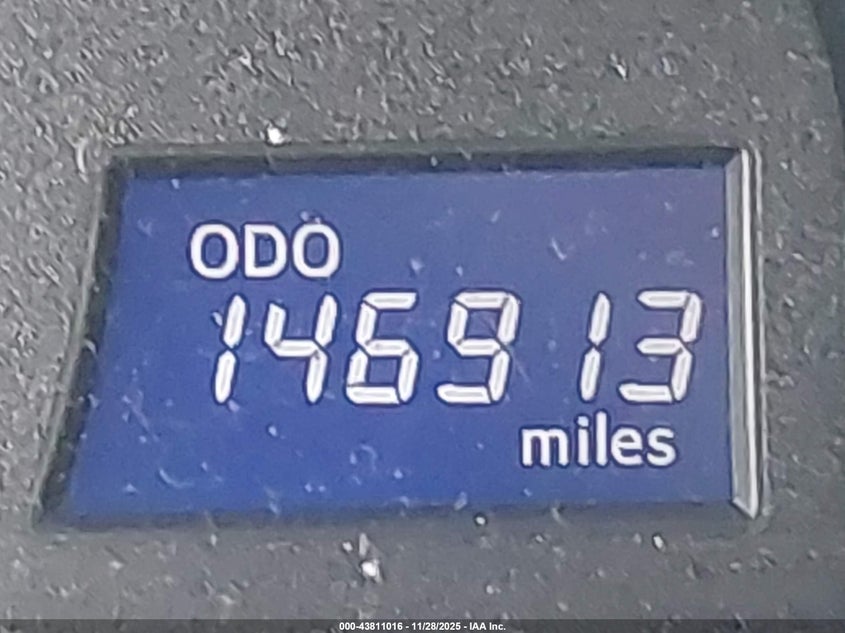 ODO
146913
miles
000-43811016 - 11/28/2025 - IAA Inc.